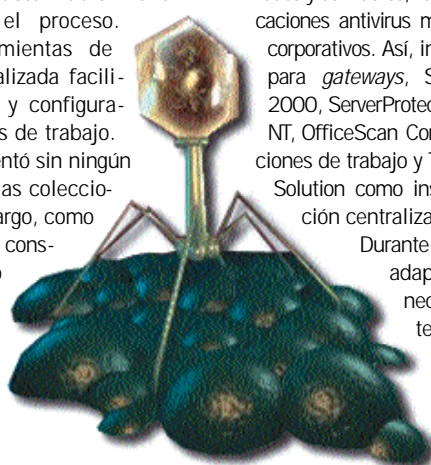 el proceso.
mientas de
alizada facili-
y configura-
s de trabajo.
entó sin ningún
as coleccio-
argo, como
cons-
caciones antivirus m
corporativos. Así, in
para gateways, S
2000, ServerProtec
NT, OfficeScan Cor
ciones de trabajo y T
Solution como ins
ción centraliza
Durante
adap
nec
te